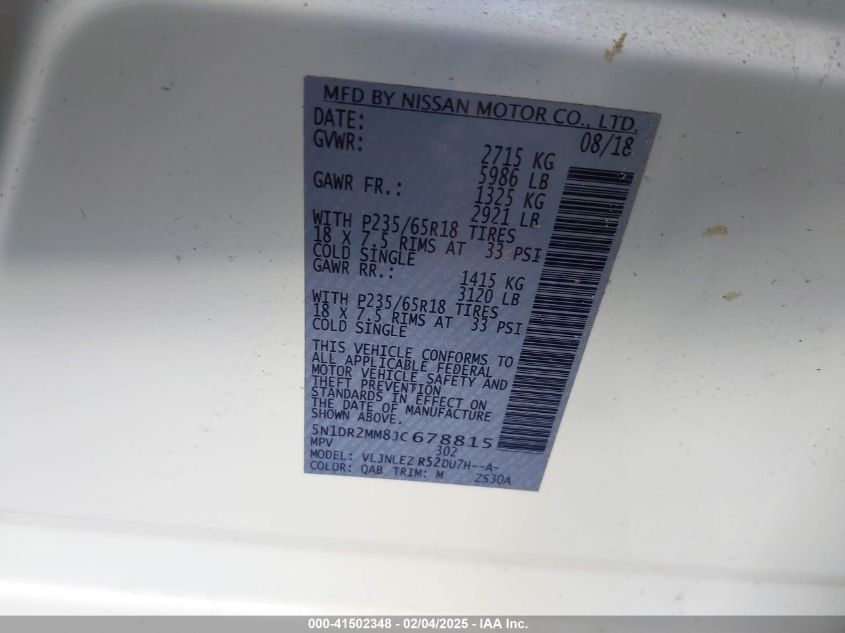 MFD BY NISSAN MOTOR CO., LTD.
DATE: 08/18
GVWR: 2715 KG
5986 LB
GAWR FR.: 1325 KG
2921 LB
WITH P235/65R18 TIRES
18 X 7.5 RIMS AT 33 PSI
COLD SINGLE
GAWR RR.: 1415 KG
3120 LB
WITH P235/65R18 TIRES
18 X 7.5 RIMS AT 33 PSI
COLD SINGLE
THIS VEHICLE CONFORMS TO
ALL APPLICABLE FEDERAL
MOTOR VEHICLE SAFETY AND
THEFT PREVENTION
STANDARDS IN EFFECT ON
THE DATE OF MANUFACTURE
SHOWN ABOVE.
5N1DR2MM8JC678815
MPV 302
MODEL: VLJNLEZ R52DU7H--A-
COLOR: QAB TRIM: M ZS30A
000-41502348 - 02/04/2025 - IAA Inc.